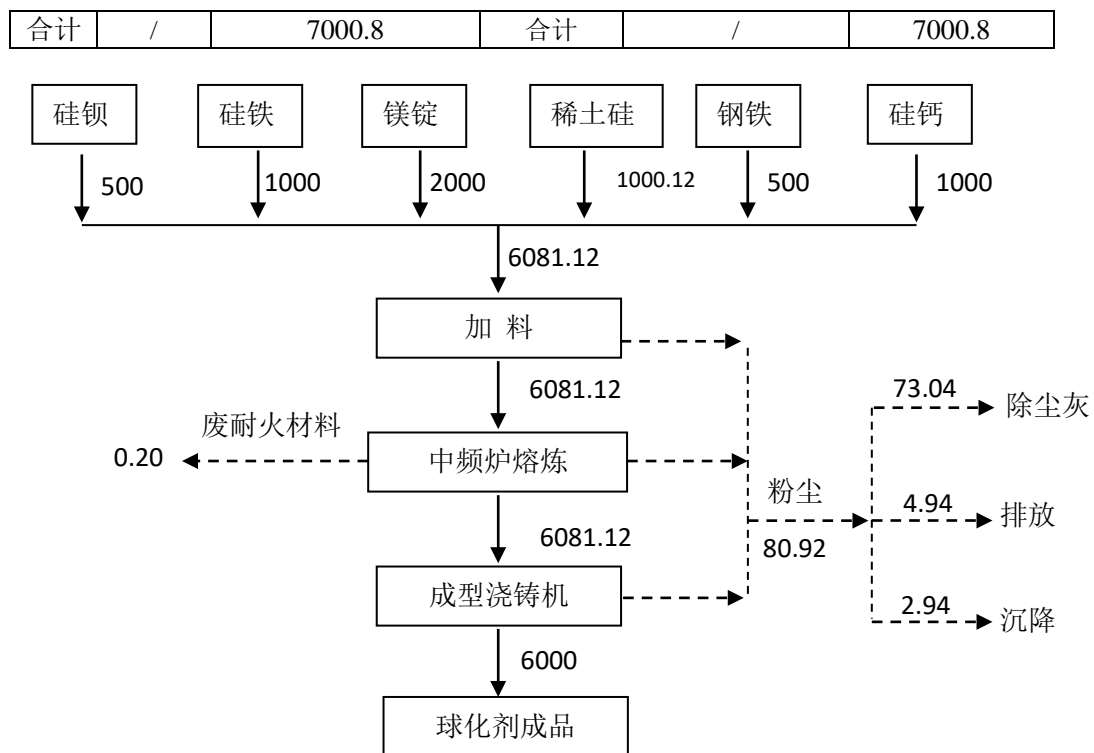 合计 / 7000.8 合计 / 7000.8
硅钡 硅铁 镁锭 稀土硅 钢铁 硅钙
500 1000 2000 1000.12 500 1000
6081.12
加 料
6081.12
73.04 除尘灰
废耐火材料
0.20
中频炉熔炼
粉尘
4.94 排放
6081.12
80.92
成型浇铸机
2.94 沉降
6000
球化剂成品